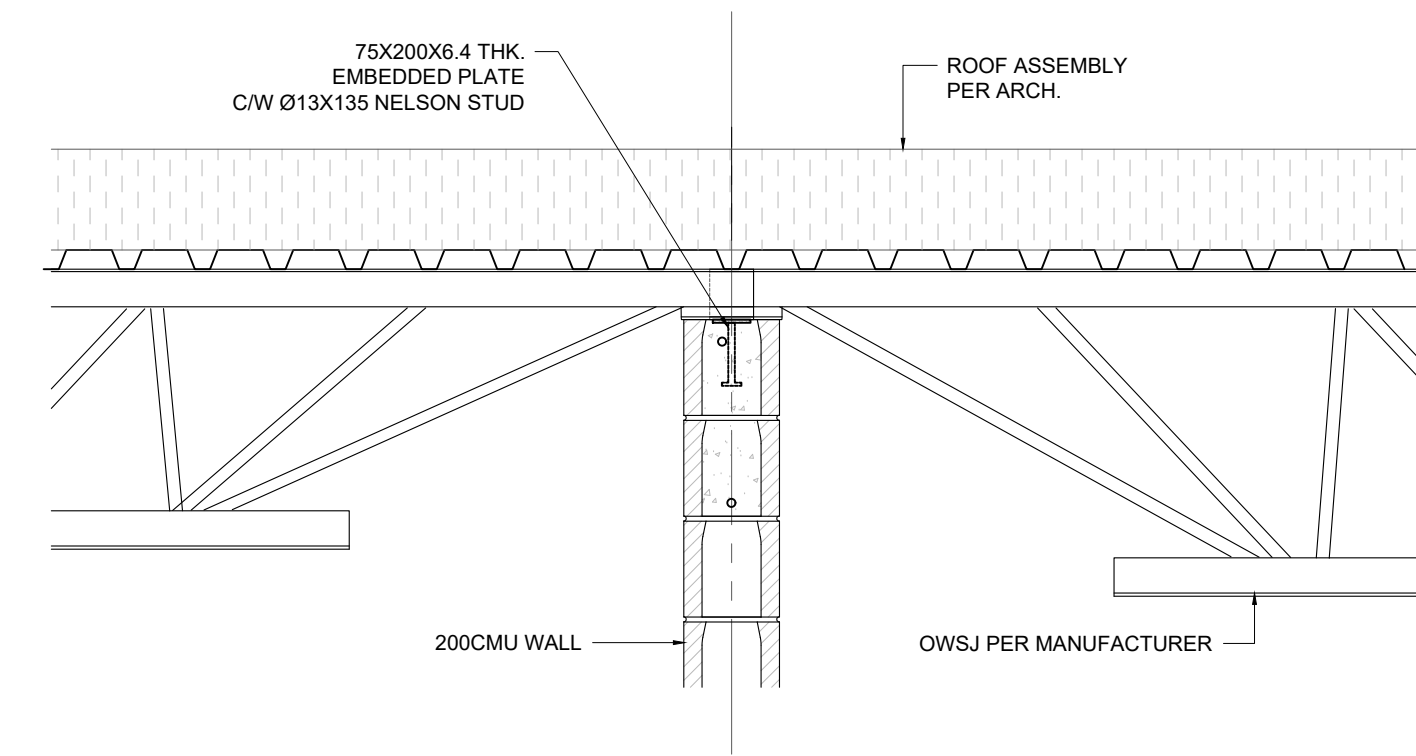 75X200X6.4 THK.
EMBEDDED PLATE
C/W Ø13X135 NELSON STUD
ROOF ASSEMBLY
PER ARCH.
200CMU WALL
OWSJ PER MANUFACTURER